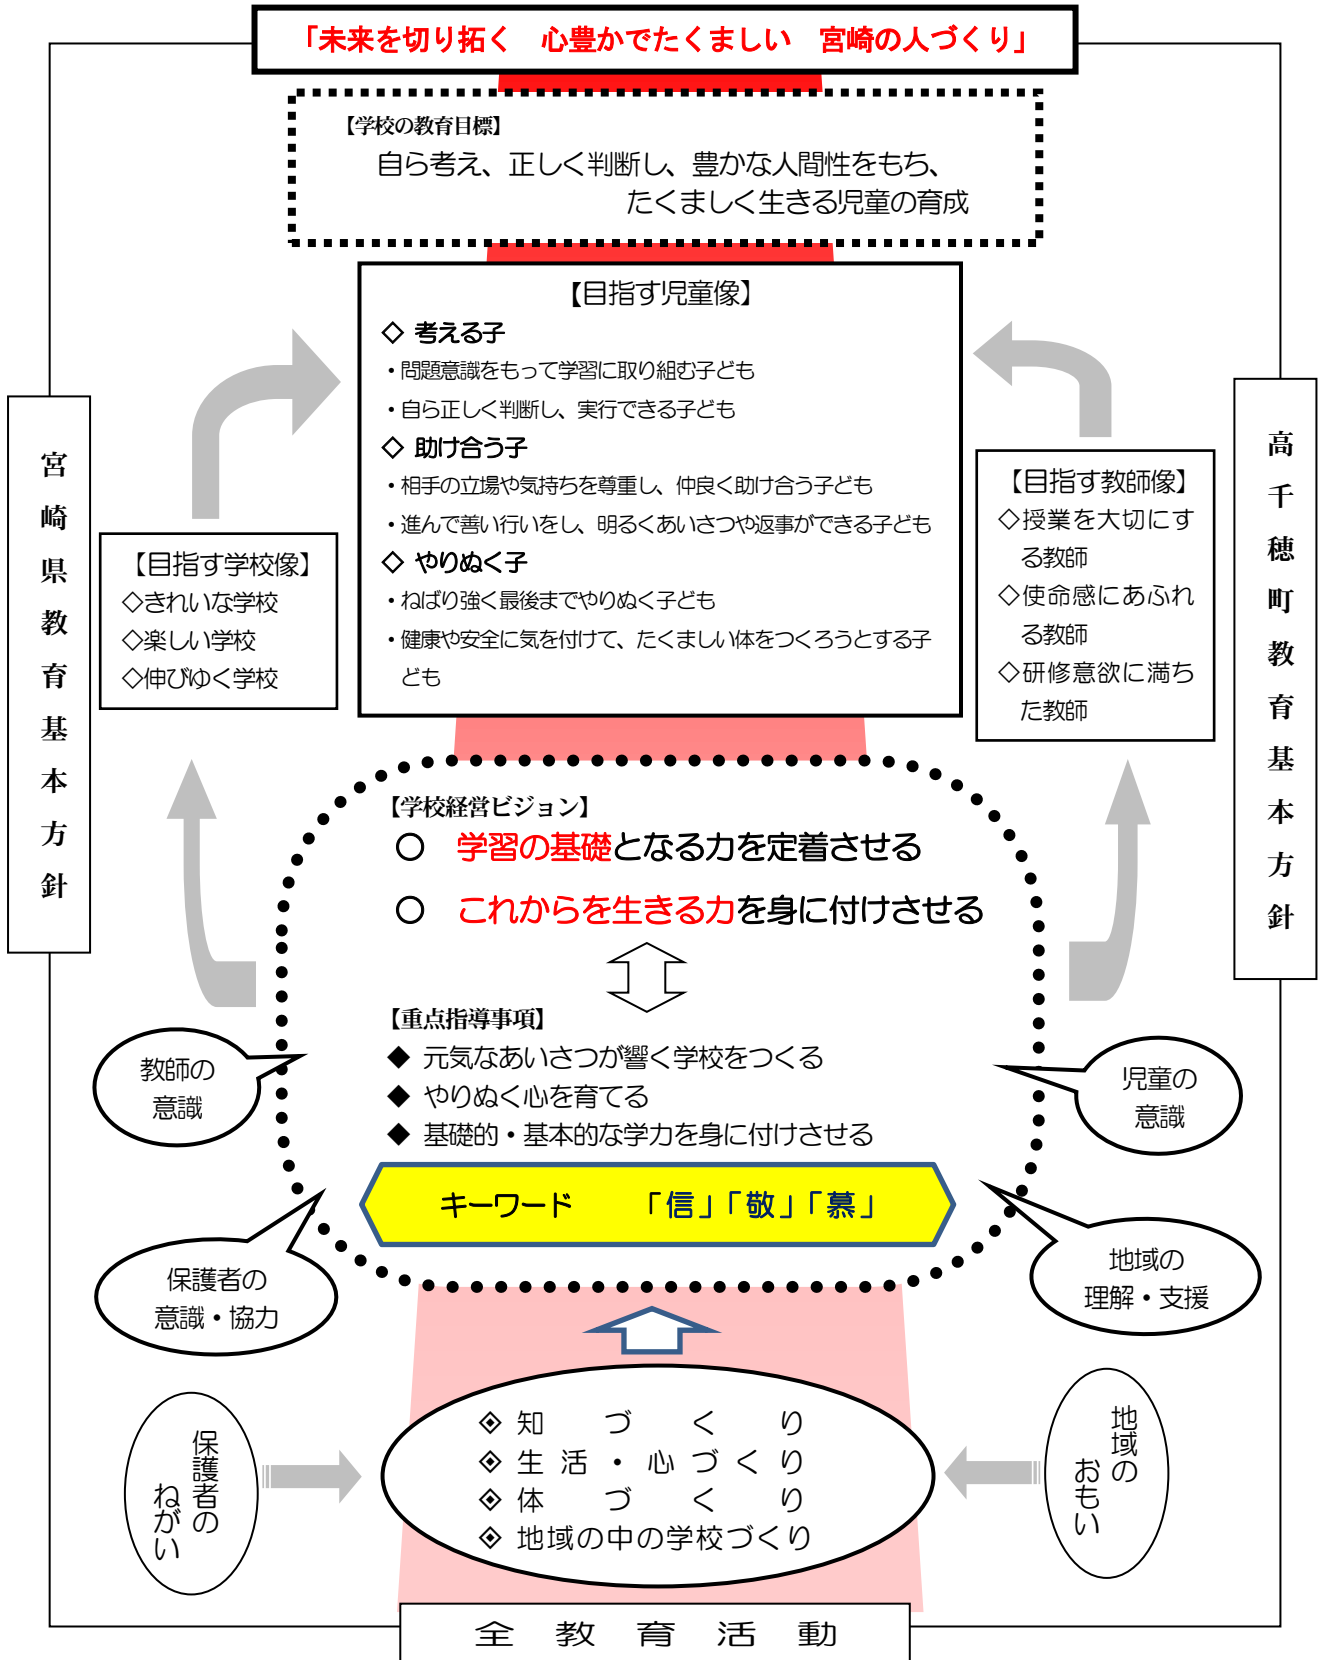 「未来を切り拓く　心豊かでたくましい　宮崎の人づくり」
【学校の教育目標】
自ら考え、正しく判断し、豊かな人間性をもち、
たくましく生きる児童の育成
【目指す児童像】
◇ 考える子
・問題意識をもって学習に取り組む子ども
・自ら正しく判断し、実行できる子ども
◇ 助け合う子
・相手の立場や気持ちを尊重し、仲良く助け合う子ども
・進んで善い行いをし、明るくあいさつや返事ができる子ども
◇ やりぬく子
・ねばり強く最後までやりぬく子ども
・健康や安全に気を付けて、たくましい体をつくろうとする子
ども
宮崎県教育基本方針
【目指す学校像】
◇きれいな学校
◇楽しい学校
◇伸びゆく学校
【目指す教師像】
◇授業を大切にす
る教師
◇使命感にあふれ
る教師
◇研修意欲に満ち
た教師
高千穂町教育基本方針
【学校経営ビジョン】
○　学習の基礎となる力を定着させる
○　これからを生きる力を身に付けさせる
【重点指導事項】
◆ 元気なあいさつが響く学校をつくる
◆ やりぬく心を育てる
◆ 基礎的・基本的な学力を身に付けさせる
キーワード　　「信」「敬」「慕」
教師の
意識
児童の
意識
保護者の
意識・協力
地域の
理解・支援
保護者の
ねがい
◈ 知づくり
◈ 生活・心づくり
◈ 体づくり
◈ 地域の中の学校づくり
地域の
おもい
全教育活動